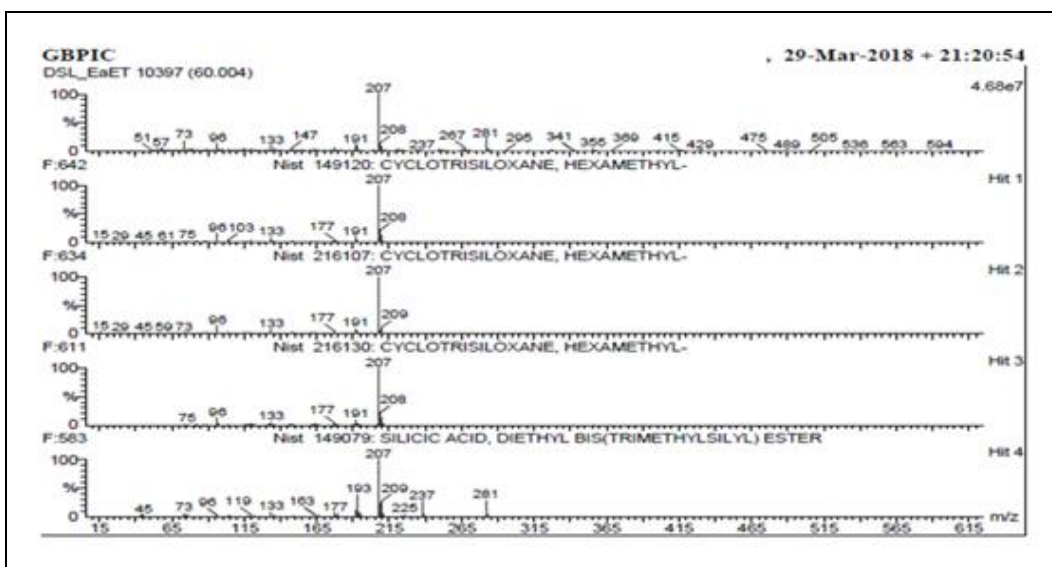 GBPIC , 29-Mar-2018 + 21:20:54
DSL_EaET 10397 (60.004)
4.68e7
100
%
0
51 57 73 96 133 147 191 207 208 237 267 281 295 341 355 369 415 429 475 489 505 536 563 594
F:642 Nist 149120: CYCLOTRISILOXANE, HEXAMETHYL- Hit 1
100
%
0
15 29 45 61 75 96 103 133 177 191 207 208
F:634 Nist 216107: CYCLOTRISILOXANE, HEXAMETHYL- Hit 2
100
%
0
15 29 45 59 73 96 133 177 191 207 209
F:611 Nist 216130: CYCLOTRISILOXANE, HEXAMETHYL- Hit 3
100
%
0
75 96 133 177 191 207 208
F:583 Nist 149079: SILICIC ACID, DIETHYL BIS(TRIMETHYLSILYL) ESTER Hit 4
100
%
0
45 73 96 119 133 163 177 193 207 209 225 237 281
15 65 115 165 215 265 315 365 415 465 515 565 615 m/z